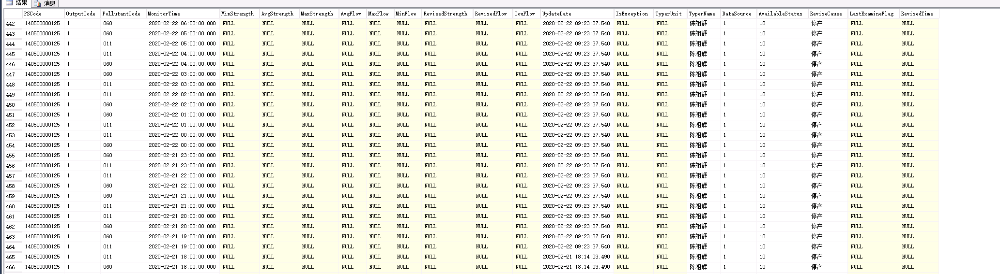 结果 消息
PSCode OutputCode PollutantCode MonitorTime MinStrength AvgStrength MaxStrength AvgFlow MaxFlow MinFlow RevisedStrength RevisedFlow CouFlow UpdateDate IsException TyperUnit TyperName DataSource AvailableStatus ReviseCause LastExamineFlag RevisedTime
442 140500000125 1 060 2020-02-22 06:00:00.000 NULL NULL NULL NULL NULL NULL NULL NULL NULL 2020-02-22 09:23:37.540 NULL NULL 陈祖辉 1 10 停产 NULL NULL
443 140500000125 1 060 2020-02-22 05:00:00.000 NULL NULL NULL NULL NULL NULL NULL NULL NULL 2020-02-22 09:23:37.540 NULL NULL 陈祖辉 1 10 停产 NULL NULL
444 140500000125 1 011 2020-02-22 05:00:00.000 NULL NULL NULL NULL NULL NULL NULL NULL NULL 2020-02-22 09:23:37.540 NULL NULL 陈祖辉 1 10 停产 NULL NULL
445 140500000125 1 011 2020-02-22 04:00:00.000 NULL NULL NULL NULL NULL NULL NULL NULL NULL 2020-02-22 09:23:37.540 NULL NULL 陈祖辉 1 10 停产 NULL NULL
446 140500000125 1 060 2020-02-22 04:00:00.000 NULL NULL NULL NULL NULL NULL NULL NULL NULL 2020-02-22 09:23:37.540 NULL NULL 陈祖辉 1 10 停产 NULL NULL
447 140500000125 1 060 2020-02-22 03:00:00.000 NULL NULL NULL NULL NULL NULL NULL NULL NULL 2020-02-22 09:23:37.540 NULL NULL 陈祖辉 1 10 停产 NULL NULL
448 140500000125 1 011 2020-02-22 03:00:00.000 NULL NULL NULL NULL NULL NULL NULL NULL NULL 2020-02-22 09:23:37.540 NULL NULL 陈祖辉 1 10 停产 NULL NULL
449 140500000125 1 011 2020-02-22 02:00:00.000 NULL NULL NULL NULL NULL NULL NULL NULL NULL 2020-02-22 09:23:37.540 NULL NULL 陈祖辉 1 10 停产 NULL NULL
450 140500000125 1 060 2020-02-22 02:00:00.000 NULL NULL NULL NULL NULL NULL NULL NULL NULL 2020-02-22 09:23:37.540 NULL NULL 陈祖辉 1 10 停产 NULL NULL
451 140500000125 1 060 2020-02-22 01:00:00.000 NULL NULL NULL NULL NULL NULL NULL NULL NULL 2020-02-22 09:23:37.540 NULL NULL 陈祖辉 1 10 停产 NULL NULL
452 140500000125 1 011 2020-02-22 01:00:00.000 NULL NULL NULL NULL NULL NULL NULL NULL NULL 2020-02-22 09:23:37.540 NULL NULL 陈祖辉 1 10 停产 NULL NULL
453 140500000125 1 011 2020-02-22 00:00:00.000 NULL NULL NULL NULL NULL NULL NULL NULL NULL 2020-02-22 09:23:37.540 NULL NULL 陈祖辉 1 10 停产 NULL NULL
454 140500000125 1 060 2020-02-22 00:00:00.000 NULL NULL NULL NULL NULL NULL NULL NULL NULL 2020-02-22 09:23:37.540 NULL NULL 陈祖辉 1 10 停产 NULL NULL
455 140500000125 1 060 2020-02-21 23:00:00.000 NULL NULL NULL NULL NULL NULL NULL NULL NULL 2020-02-22 09:23:37.540 NULL NULL 陈祖辉 1 10 停产 NULL NULL
456 140500000125 1 011 2020-02-21 23:00:00.000 NULL NULL NULL NULL NULL NULL NULL NULL NULL 2020-02-22 09:23:37.540 NULL NULL 陈祖辉 1 10 停产 NULL NULL
457 140500000125 1 011 2020-02-21 22:00:00.000 NULL NULL NULL NULL NULL NULL NULL NULL NULL 2020-02-22 09:23:37.540 NULL NULL 陈祖辉 1 10 停产 NULL NULL
458 140500000125 1 060 2020-02-21 22:00:00.000 NULL NULL NULL NULL NULL NULL NULL NULL NULL 2020-02-22 09:23:37.540 NULL NULL 陈祖辉 1 10 停产 NULL NULL
459 140500000125 1 060 2020-02-21 21:00:00.000 NULL NULL NULL NULL NULL NULL NULL NULL NULL 2020-02-22 09:23:37.540 NULL NULL 陈祖辉 1 10 停产 NULL NULL
460 140500000125 1 011 2020-02-21 21:00:00.000 NULL NULL NULL NULL NULL NULL NULL NULL NULL 2020-02-22 09:23:37.540 NULL NULL 陈祖辉 1 10 停产 NULL NULL
461 140500000125 1 011 2020-02-21 20:00:00.000 NULL NULL NULL NULL NULL NULL NULL NULL NULL 2020-02-22 09:23:37.540 NULL NULL 陈祖辉 1 10 停产 NULL NULL
462 140500000125 1 060 2020-02-21 20:00:00.000 NULL NULL NULL NULL NULL NULL NULL NULL NULL 2020-02-22 09:23:37.540 NULL NULL 陈祖辉 1 10 停产 NULL NULL
463 140500000125 1 060 2020-02-21 19:00:00.000 NULL NULL NULL NULL NULL NULL NULL NULL NULL 2020-02-22 09:23:37.540 NULL NULL 陈祖辉 1 10 停产 NULL NULL
464 140500000125 1 011 2020-02-21 19:00:00.000 NULL NULL NULL NULL NULL NULL NULL NULL NULL 2020-02-22 09:23:37.540 NULL NULL 陈祖辉 1 10 停产 NULL NULL
465 140500000125 1 011 2020-02-21 18:00:00.000 NULL NULL NULL NULL NULL NULL NULL NULL NULL 2020-02-21 18:14:03.490 NULL NULL 陈祖辉 1 10 停产 NULL NULL
466 140500000125 1 060 2020-02-21 18:00:00.000 NULL NULL NULL NULL NULL NULL NULL NULL NULL 2020-02-21 18:14:03.490 NULL NULL 陈祖辉 1 10 停产 NULL NULL